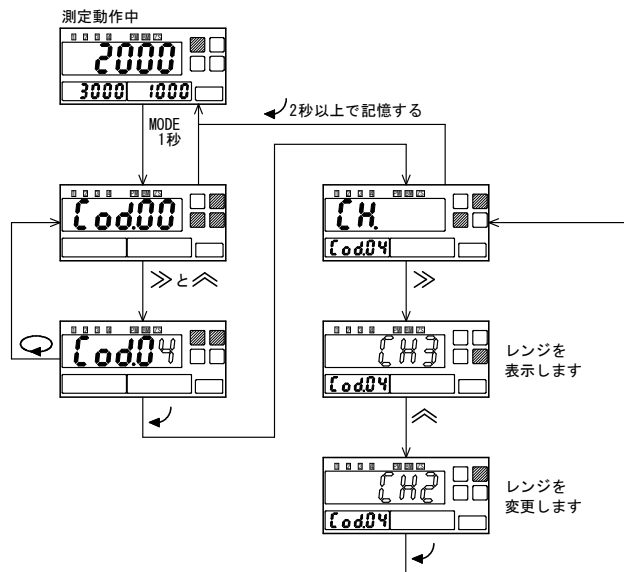 測定動作中
2000
3000 1000
MODE
1秒
2秒以上で記憶する
Cod.00
CH.
Cod.04
≫と︽
≫
Cod.04
CH3
Cod.04
レンジを
表示します
︽
CH2
Cod.04
レンジを
変更します